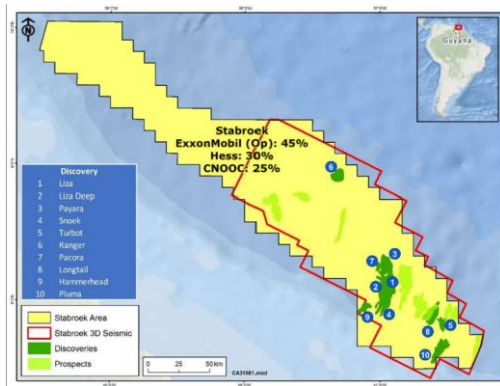 Guyana
Stabroek
ExxonMobil (Op): 45%
Hess: 30%
CNOOC: 25%
6
Discovery
1 Liza
2 Liza Deep
3 Payara
4 Snoek
5 Turbot
6 Ranger
7 Pacora
8 Longtail
9 Hammerhead
10 Pluma
3
7
1
2
4
9
5
8
10
Stabroek Area
Stabroek 3D Seismic
Discoveries
Prospects
0 25 50 km
N